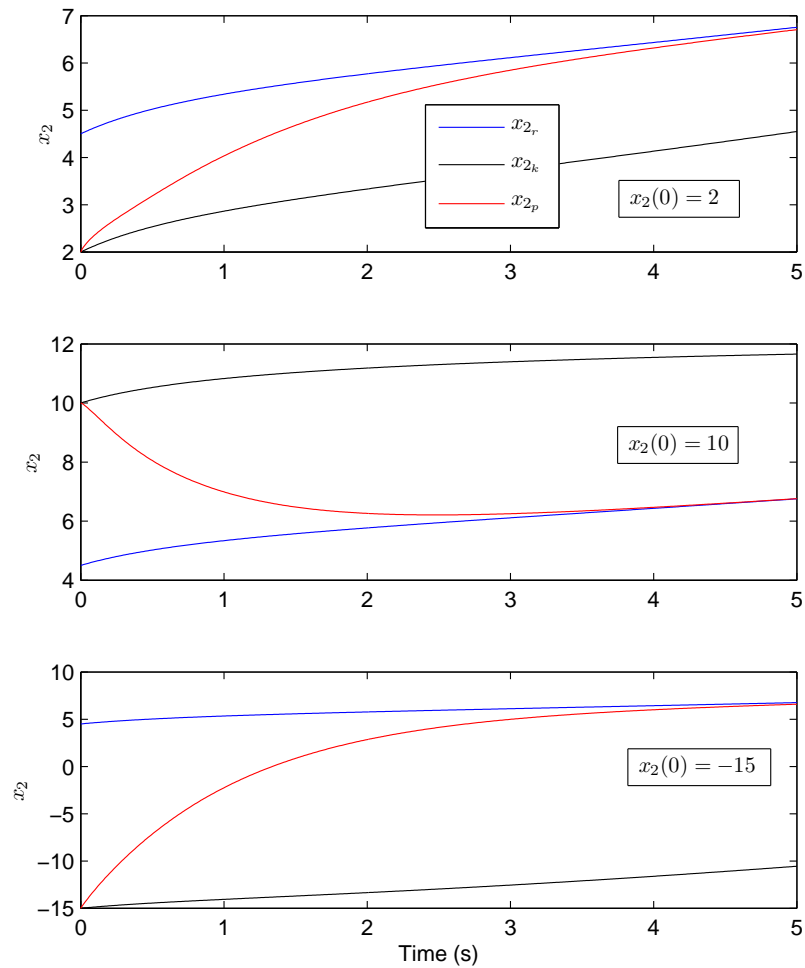 7
6
5
4
3
2
x₂
x₂ᵣ
x₂ₖ
x₂ₚ
x₂(0) = 2
0 1 2 3 4 5
12
10
8
6
4
x₂
x₂(0) = 10
0 1 2 3 4 5
10
5
0
−5
−10
−15
x₂
x₂(0) = −15
0 1 2 3 4 5
Time (s)